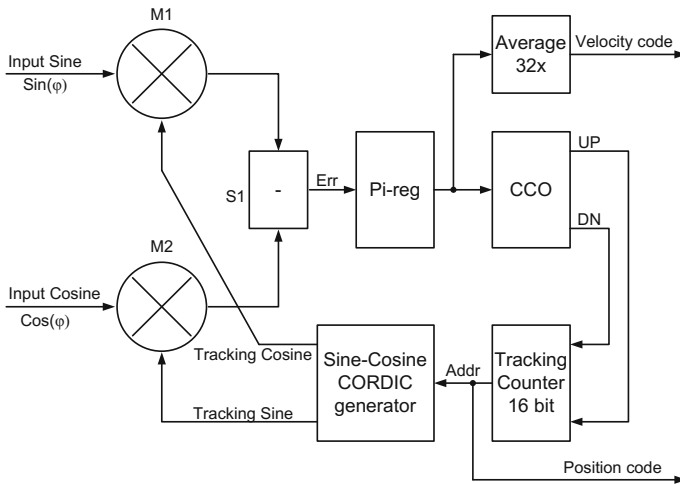 M1
Input Sine
Sin(φ)
Average
32x
Velocity code
S1
-
Err
Pi-reg
CCO
UP
DN
M2
Input Cosine
Cos(φ)
Tracking Cosine
Tracking Sine
Sine-Cosine
CORDIC
generator
Addr
Tracking
Counter
16 bit
Position code